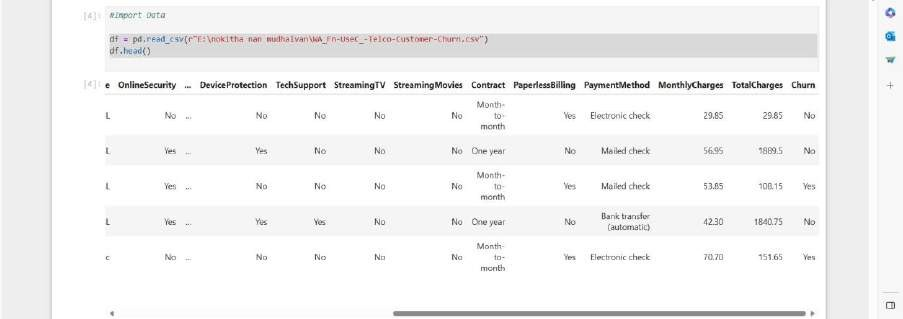 [4]: #Import Data
df = pd.read_csv(r"E:\nokitha nan mudhalvan\WA_Fn-UseC_-Telco-Customer-Churn.csv")
df.head()
[4]: e OnlineSecurity ... DeviceProtection TechSupport StreamingTV StreamingMovies Contract PaperlessBilling PaymentMethod MonthlyCharges TotalCharges Churn
L No ... No No No No Month-to-month Yes Electronic check 29.85 29.85 No
L Yes ... Yes No No No One year No Mailed check 56.95 1889.5 No
L Yes ... No No No No Month-to-month Yes Mailed check 53.85 108.15 Yes
L Yes ... Yes Yes No No One year No Bank transfer (automatic) 42.30 1840.75 No
c No ... No No No No Month-to-month Yes Electronic check 70.70 151.65 Yes